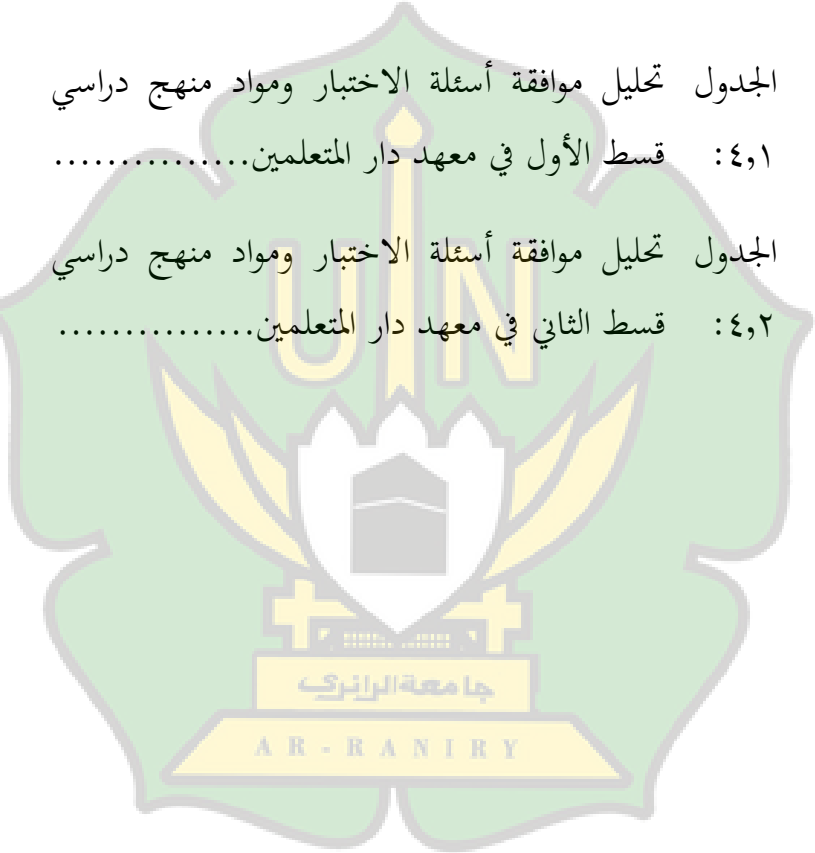 الجدول تحليل موافقة أسئلة الاختبار ومواد منهج دراسي
٤,١: قسط الأول في معهد دار المتعلمين...............
الجدول تحليل موافقة أسئلة الاختبار ومواد منهج دراسي
٤,٢: قسط الثاني في معهد دار المتعلمين...............
UIN
جامعة الرانري
AR-RANIRY